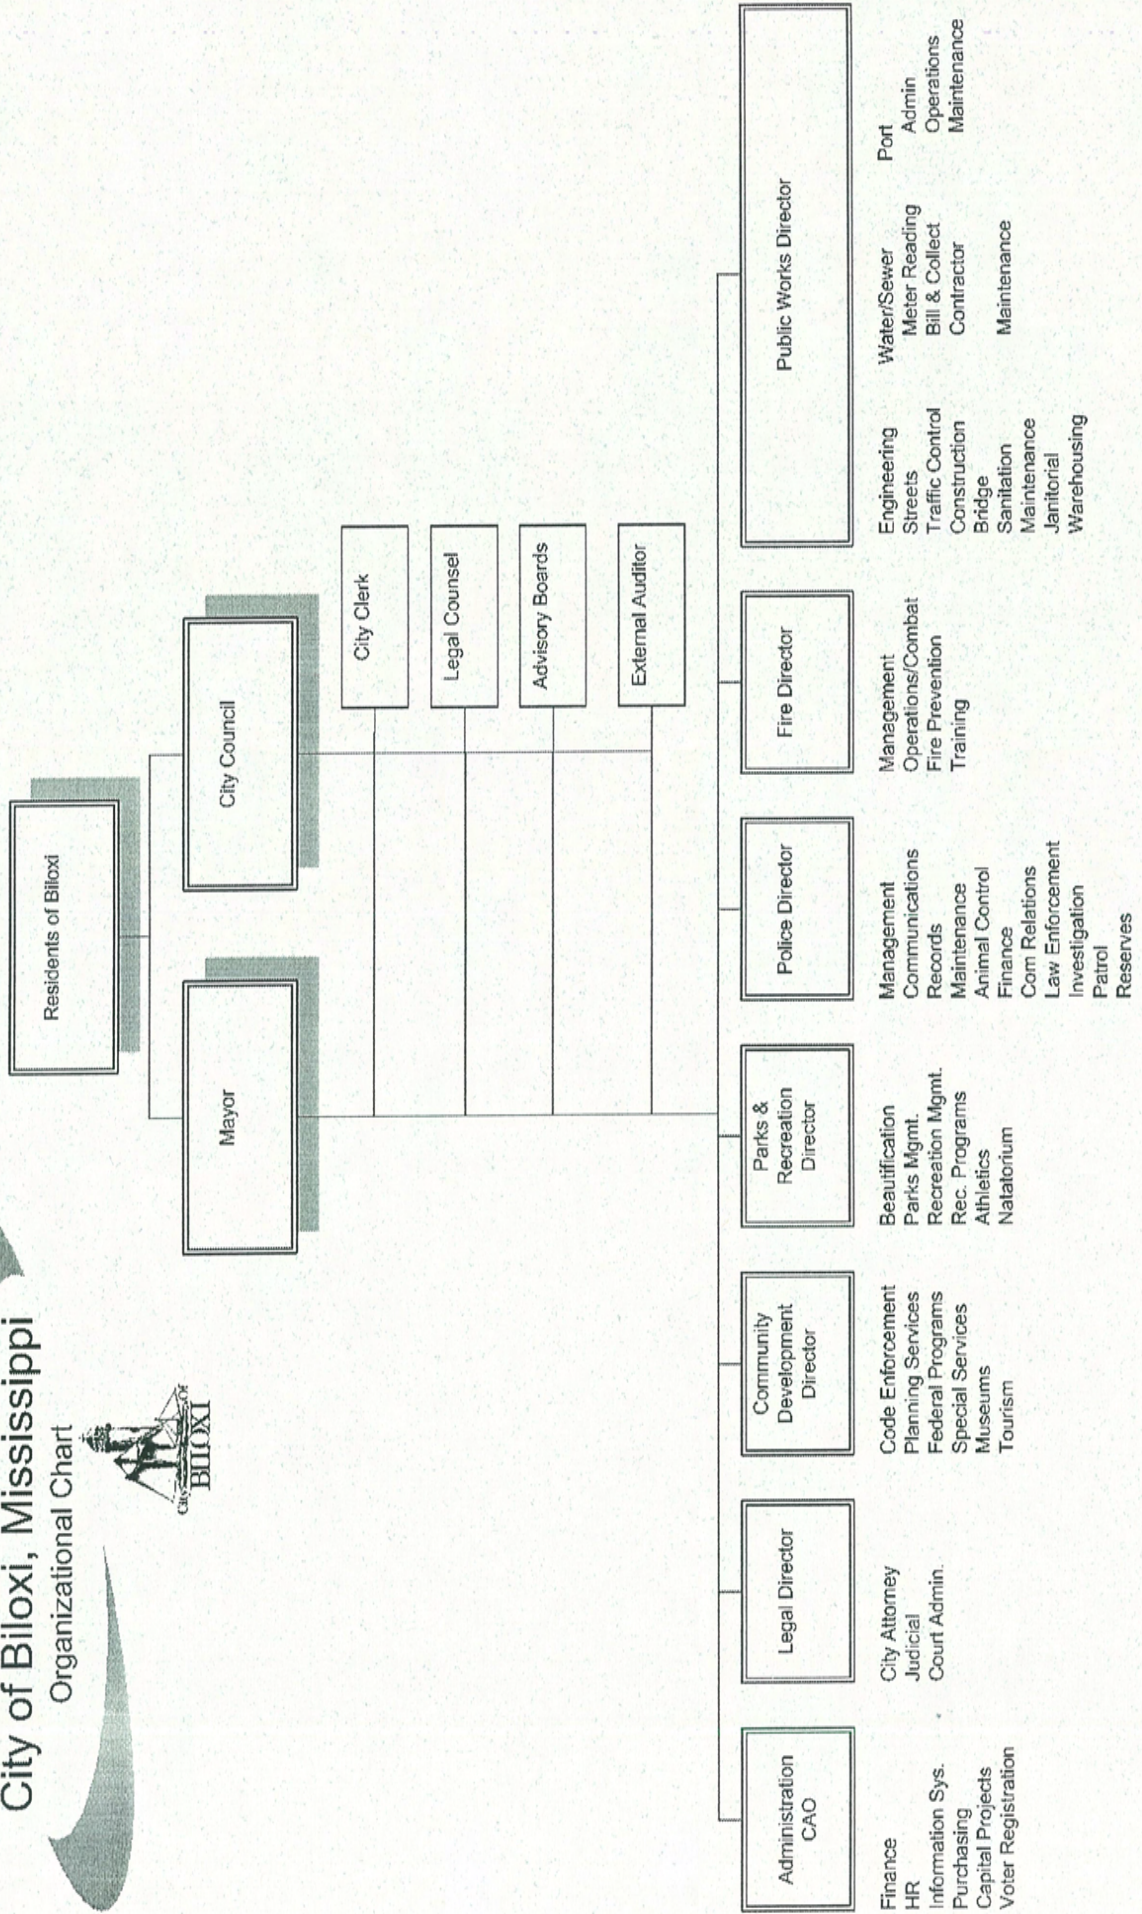 City of Biloxi, Mississippi
Organizational Chart
City of
BILOXI
Residents of Biloxi
Mayor
City Council
City Clerk
Legal Counsel
Advisory Boards
External Auditor
Administration
CAO
Finance
HR
Information Sys.
Purchasing
Capital Projects
Voter Registration
Legal Director
City Attorney
Judicial
Court Admin.
Community
Development
Director
Code Enforcement
Planning Services
Federal Programs
Special Services
Museums
Tourism
Parks &
Recreation
Director
Beautification
Parks Mgmt.
Recreation Mgmt.
Rec. Programs
Athletics
Natatorium
Police Director
Management
Communications
Records
Maintenance
Animal Control
Finance
Com Relations
Law Enforcement
Investigation
Patrol
Reserves
Fire Director
Management
Operations/Combat
Fire Prevention
Training
Public Works Director
Engineering
Streets
Traffic Control
Construction
Bridge
Sanitation
Maintenance
Janitorial
Warehousing
Water/Sewer
Meter Reading
Bill & Collect
Contractor
Maintenance
Port
Admin
Operations
Maintenance